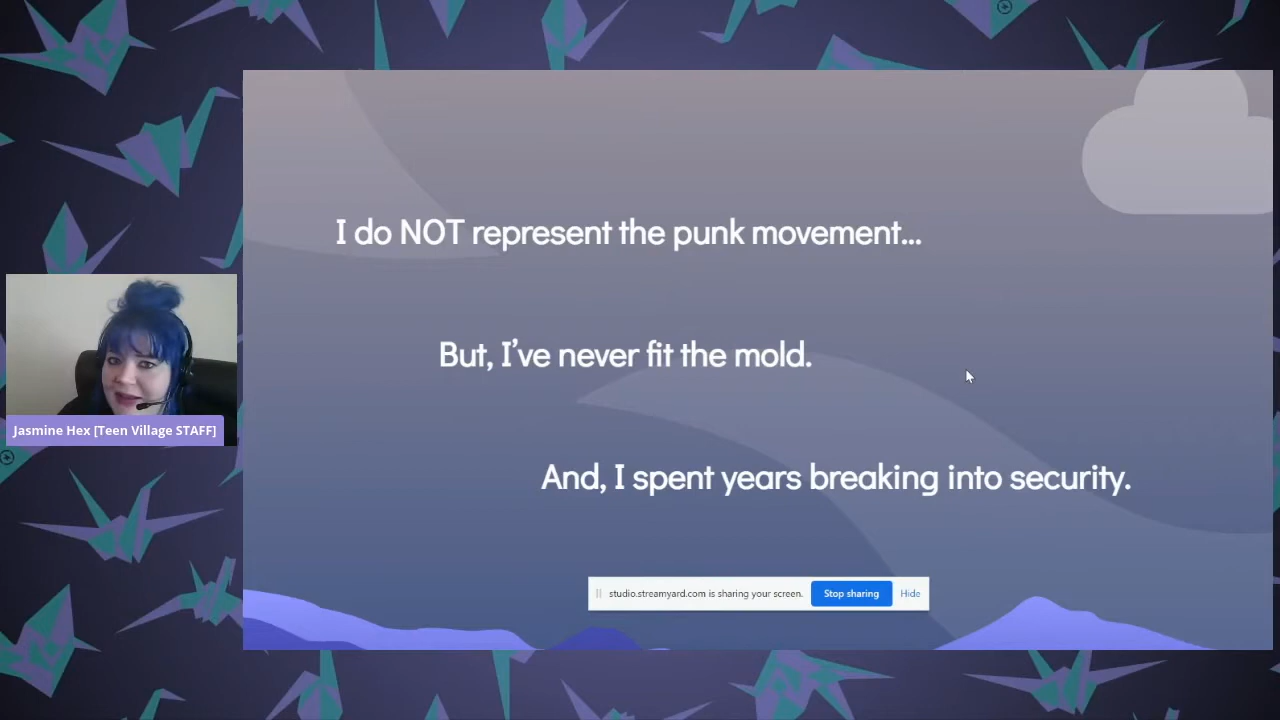 I do NOT represent the punk movement...
But, I’ve never fit the mold.
And, I spent years breaking into security.
Jasmine Hex [Teen Village STAFF]
studio.streamyard.com is sharing your screen. Stop sharing Hide